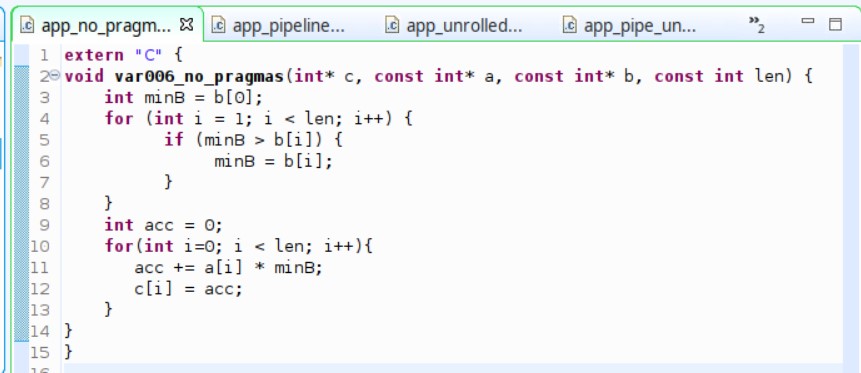 app_no_pragm... app_pipeline... app_unrolled... app_pipe_un... »2
1 extern "C" {
2 void var006_no_pragmas(int* c, const int* a, const int* b, const int len) {
3     int minB = b[0];
4     for (int i = 1; i < len; i++) {
5           if (minB > b[i]) {
6                minB = b[i];
7           }
8     }
9     int acc = 0;
10     for(int i=0; i < len; i++){
11        acc += a[i] * minB;
12        c[i] = acc;
13     }
14 }
15 }
16